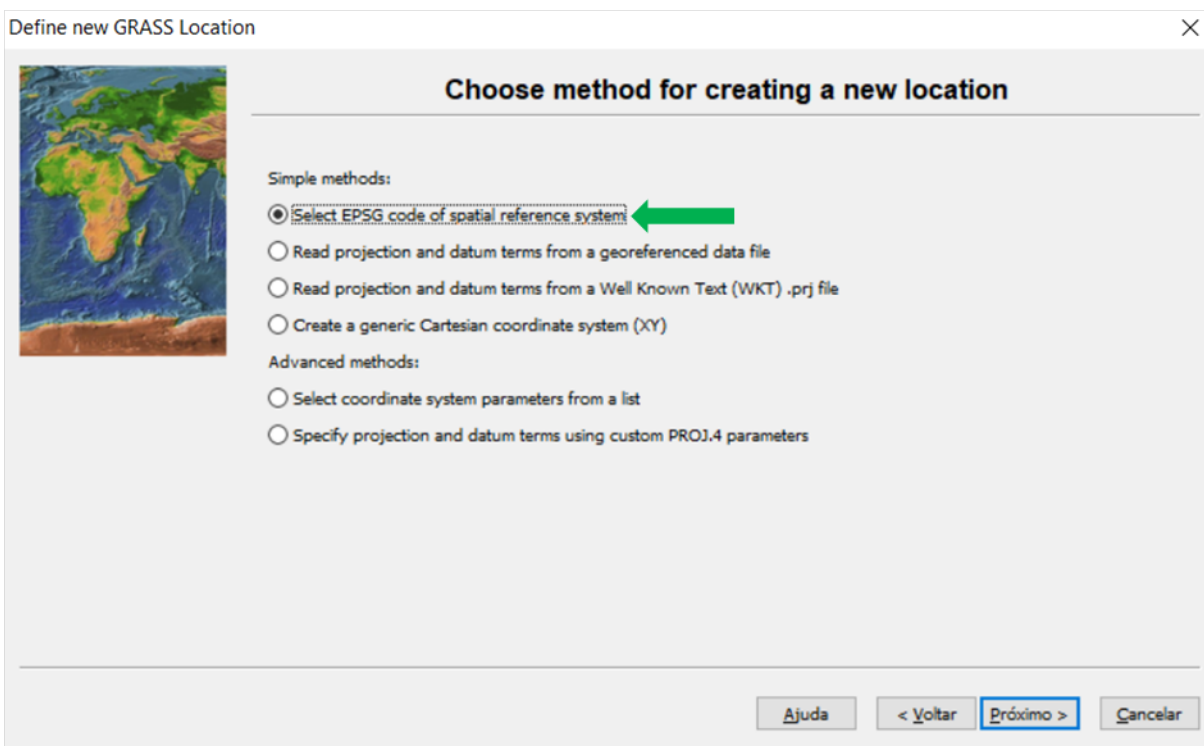 Define new GRASS Location
Choose method for creating a new location
Simple methods:
Select EPSG code of spatial reference system
Read projection and datum terms from a georeferenced data file
Read projection and datum terms from a Well Known Text (WKT) .prj file
Create a generic Cartesian coordinate system (XY)
Advanced methods:
Select coordinate system parameters from a list
Specify projection and datum terms using custom PROJ.4 parameters
Ajuda < Voltar Próximo > Cancelar